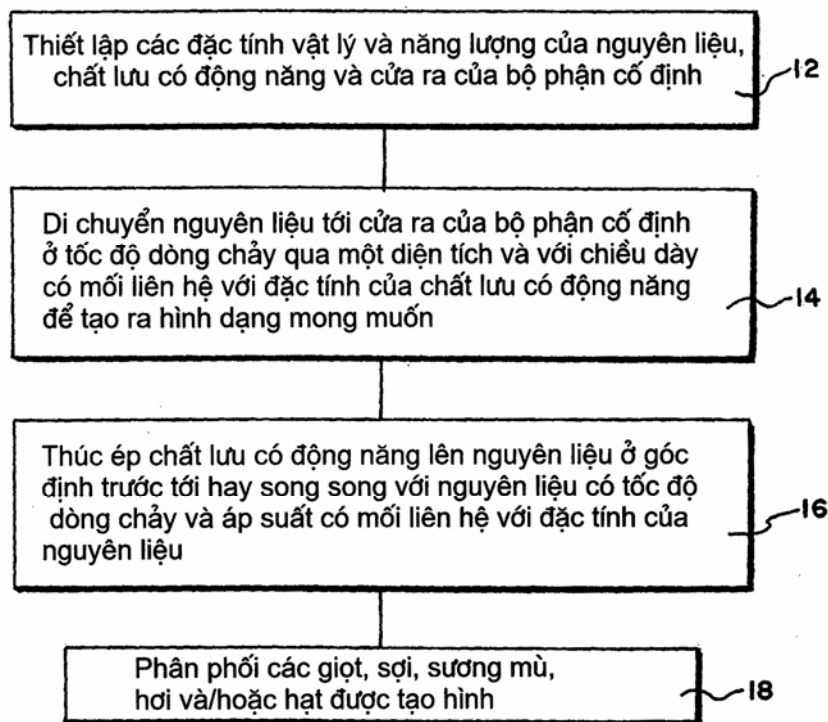 Thiết lập các đặc tính vật lý và năng lượng của nguyên liệu,
chất lưu có động năng và cửa ra của bộ phận cố định
12
Di chuyển nguyên liệu tới cửa ra của bộ phận cố định
ở tốc độ dòng chảy qua một diện tích và với chiều dày
có mối liên hệ với đặc tính của chất lưu có động năng
để tạo ra hình dạng mong muốn
14
Thúc ép chất lưu có động năng lên nguyên liệu ở góc
định trước tới hay song song với nguyên liệu có tốc độ
dòng chảy và áp suất có mối liên hệ với đặc tính của
nguyên liệu
16
Phân phối các giọt, sợi, sương mù,
hơi và/hoặc hạt được tạo hình
18